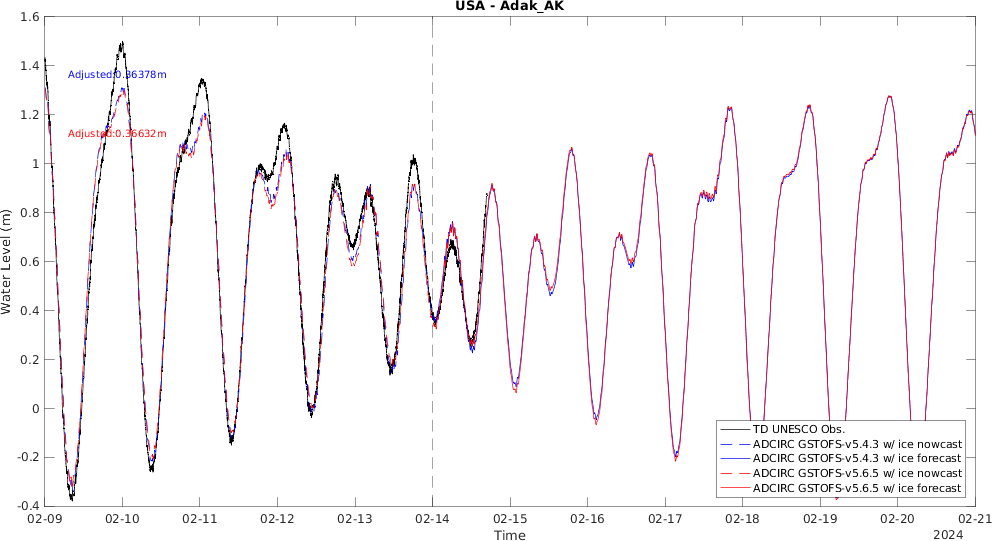 USA - Adak_AK
1.6
1.4
1.2
1
0.8
0.6
0.4
0.2
0
-0.2
-0.4
Water Level (m)
Adjusted:0.36378m
Adjusted:0.36632m
TD UNESCO Obs.
ADCIRC GSTOFS-v5.4.3 w/ ice nowcast
ADCIRC GSTOFS-v5.4.3 w/ ice forecast
ADCIRC GSTOFS-v5.6.5 w/ ice nowcast
ADCIRC GSTOFS-v5.6.5 w/ ice forecast
02-09 02-10 02-11 02-12 02-13 02-14 02-15 02-16 02-17 02-18 02-19 02-20 02-21
Time
2024